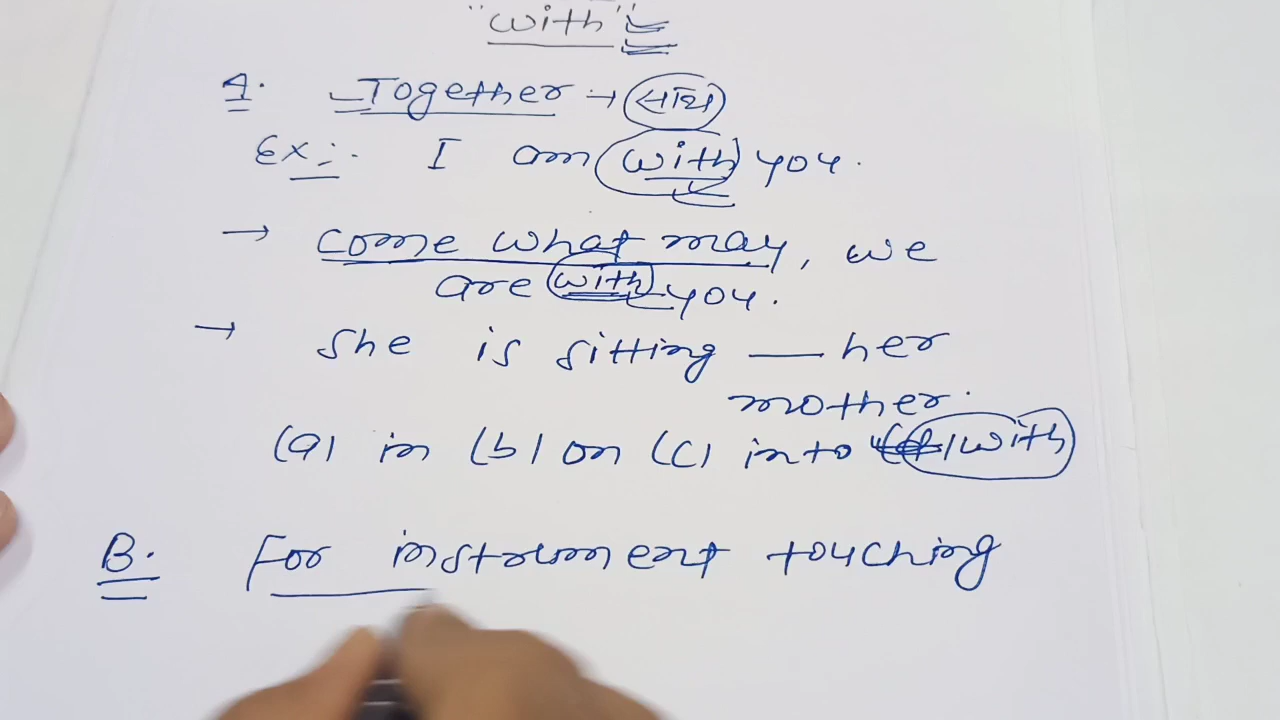 "with"
A. Together → साथ
Ex:- I am with you.
→ come what may, we
are with you.
→ She is sitting — her
mother.
(a) in (b) on (c) into (d) with
B. For instrument touching